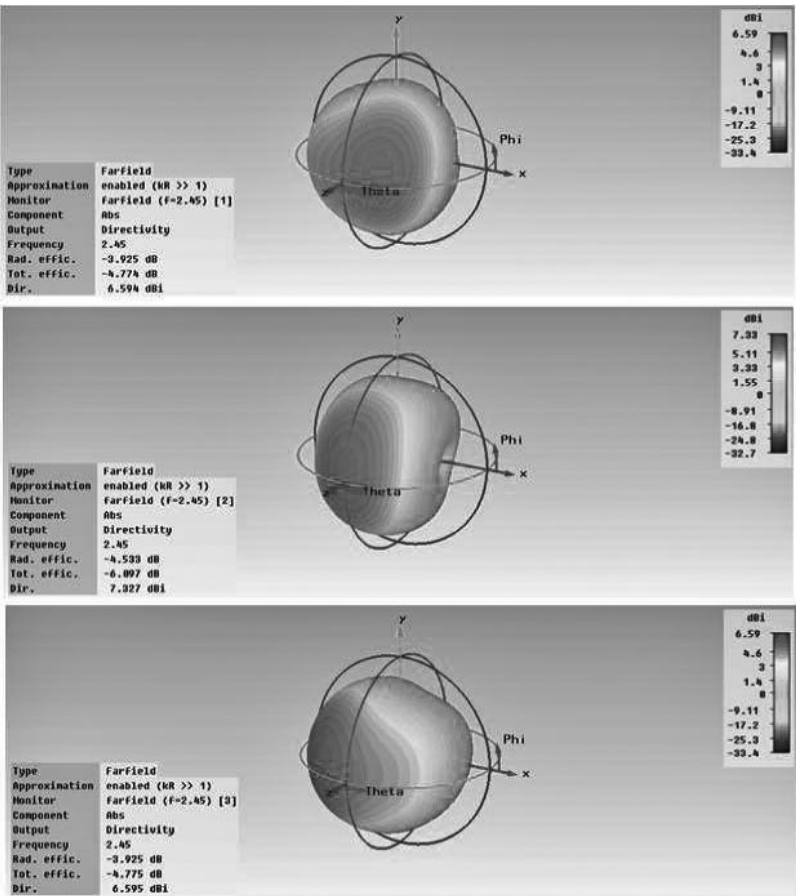 dBi
6.59
4.6
3
1.4
0
-9.11
-17.2
-25.3
-33.4
y
Phi
x
Theta
z
Type Farfield
Approximation enabled (kR >> 1)
Monitor Farfield (f=2.45) [1]
Component Abs
Output Directivity
Frequency 2.45
Rad. effic. -3.925 dB
Tot. effic. -4.774 dB
Dir. 6.594 dBi
dBi
7.33
5.11
3.33
1.55
0
-8.91
-16.8
-24.8
-32.7
y
Phi
x
Theta
z
Type Farfield
Approximation enabled (kR >> 1)
Monitor farfield (f=2.45) [2]
Component Abs
Output Directivity
Frequency 2.45
Rad. effic. -4.533 dB
Tot. effic. -6.097 dB
Dir. 7.327 dBi
dBi
6.59
4.6
3
1.4
0
-9.11
-17.2
-25.3
-33.4
y
Phi
x
Theta
z
Type Farfield
Approximation enabled (kR >> 1)
Monitor farfield (f=2.45) [3]
Component Abs
Output Directivity
Frequency 2.45
Rad. effic. -3.925 dB
Tot. effic. -4.775 dB
Dir. 6.595 dBi